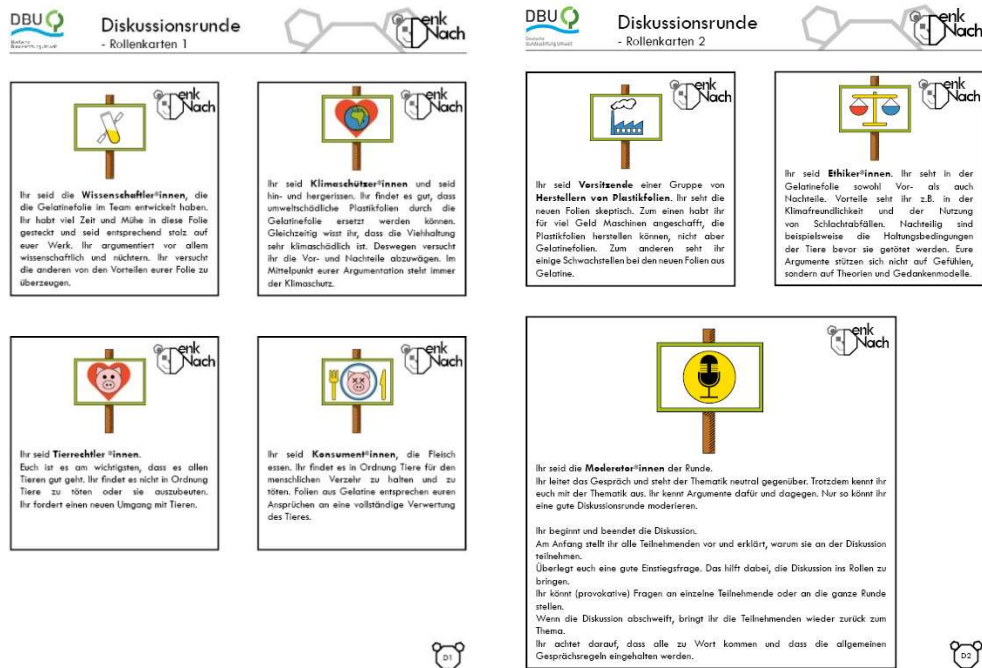 DBU
Diskussionsrunde
- Rollenkarten 1
Denk
Nach
Denk
Nach
Ihr seid die Wissenschaftler*innen, die
die Gelatinefolie im Team entwickelt haben.
Ihr habt viel Zeit und Mühe in diese Folie
gesteckt und seid entsprechend stolz auf
euer Werk. Ihr argumentiert vor allem
wissenschaftlich und nüchtern. Ihr versucht
die anderen von den Vorteilen eurer Folie zu
überzeugen.
Denk
Nach
Ihr seid Klimaschützer*innen und seid
hin- und hergerissen. Ihr findet es gut, dass
umweltschädliche Plastikfolien durch die
Gelatinefolie ersetzt werden können.
Gleichzeitig wisst ihr, dass die Viehhaltung
sehr klimaschädlich ist. Deswegen versucht
ihr die Vor- und Nachteile abzuwägen. Im
Mittelpunkt eurer Argumentation steht immer
der Klimaschutz.
Denk
Nach
Ihr seid Tierrechtler *innen.
Euch ist es am wichtigsten, dass es allen
Tieren gut geht. Ihr findet es nicht in Ordnung
Tiere zu töten oder sie auszubeuten.
Ihr fordert einen neuen Umgang mit Tieren.
Denk
Nach
Ihr seid Konsument*innen, die Fleisch
essen. Ihr findet es in Ordnung Tiere für den
menschlichen Verzehr zu halten und zu
töten. Folien aus Gelatine entsprechen euren
Ansprüchen an eine vollständige Verwertung
des Tieres.
D1
DBU
Deutsche
Bundesstiftung Umwelt
Diskussionsrunde
- Rollenkarten 2
Denk
Nach
Denk
Nach
Ihr seid Vorsitzende einer Gruppe von
Herstellern von Plastikfolien. Ihr seht die
neuen Folien skeptisch. Zum einen habt ihr
für viel Geld Maschinen angeschafft, die
Plastikfolien herstellen können, nicht aber
Gelatinefolien. Zum anderen seht ihr
einige Schwachstellen bei den neuen Folien aus
Gelatine.
Denk
Nach
Ihr seid Ethiker*innen. Ihr seht in der
Gelatinefolie sowohl Vor- als auch
Nachteile. Vorteile seht ihr z.B. in der
Klimafreundlichkeit und der Nutzung
von Schlachtabfällen. Nachteilig sind
beispielsweise die Haltungsbedingungen
der Tiere bevor sie getötet werden. Eure
Argumente stützen sich nicht auf Gefühlen,
sondern auf Theorien und Gedankenmodelle.
Denk
Nach
Ihr seid die Moderator*innen der Runde.
Ihr leitet das Gespräch und steht der Thematik neutral gegenüber. Trotzdem kennt ihr
euch mit der Thematik aus. Ihr kennt Argumente dafür und dagegen. Nur so könnt ihr
eine gute Diskussionsrunde moderieren.
Ihr beginnt und beendet die Diskussion.
Am Anfang stellt ihr alle Teilnehmenden vor und erklärt, warum sie an der Diskussion
teilnehmen.
Überlegt euch eine gute Einstiegsfrage. Das hilft dabei, die Diskussion ins Rollen zu
bringen.
Ihr könnt (provokative) Fragen an einzelne Teilnehmende oder an die ganze Runde
stellen.
Wenn die Diskussion abschweift, bringt ihr die Teilnehmenden wieder zurück zum
Thema.
Ihr achtet darauf, dass alle zu Wort kommen und dass die allgemeinen
Gesprächsregeln eingehalten werden.
D2